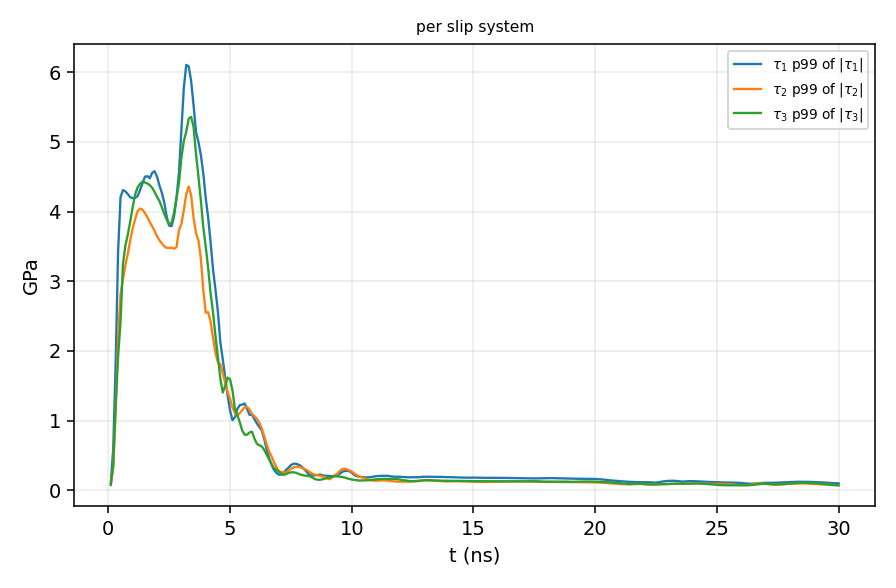 per slip system
τ₁ p99 of |τ₁|
τ₂ p99 of |τ₂|
τ₃ p99 of |τ₃|
GPa
6
5
4
3
2
1
0
0 5 10 15 20 25 30
t (ns)